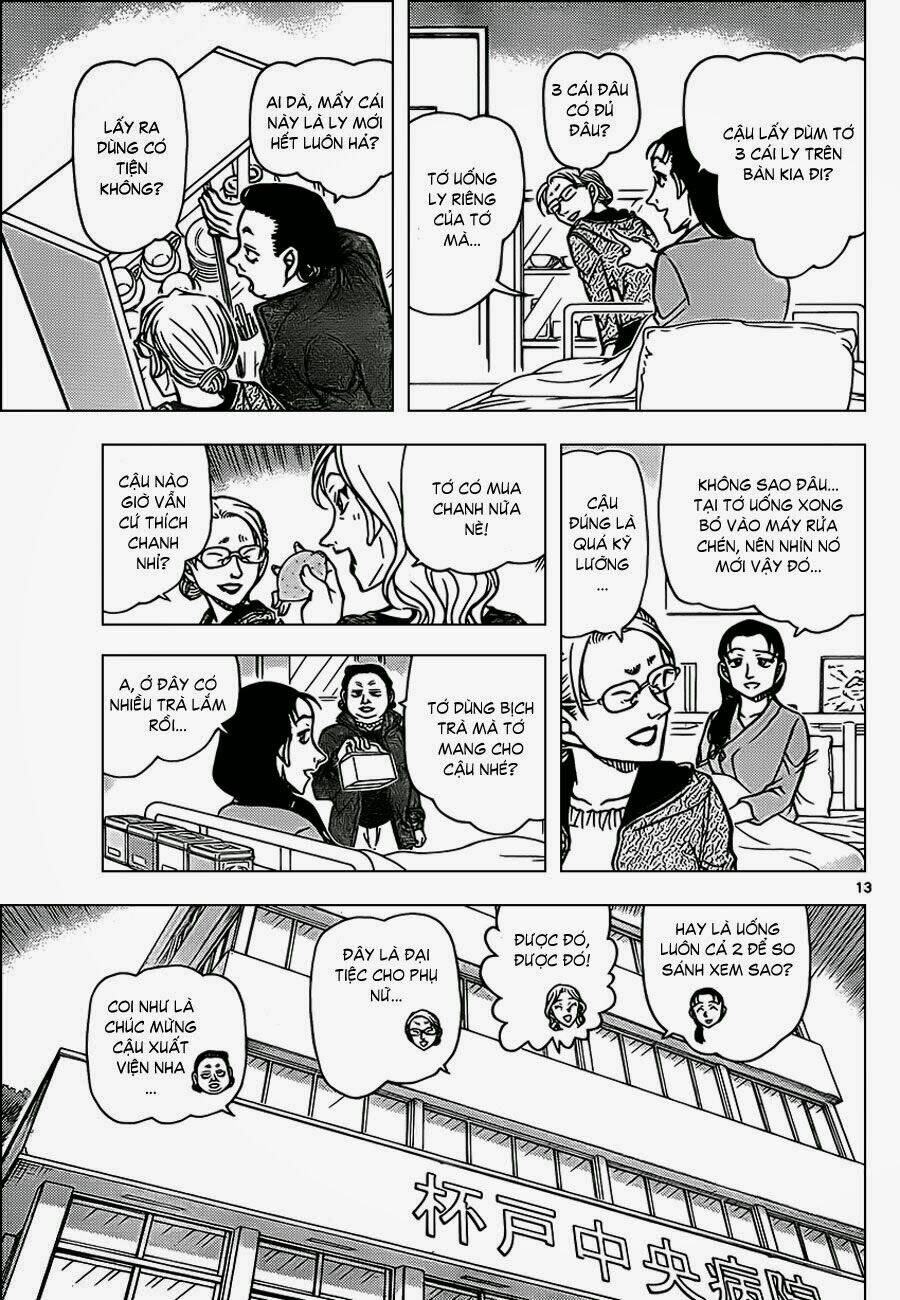 CẬU LẤY DÙM TỚ
3 CÁI LY TRÊN
BÀN KIA ĐI?
3 CÁI ĐÂU
CÓ ĐỦ
ĐÂU?
TỚ UỐNG
LY RIÊNG
CỦA TỚ
MÀ...
AI DÀ, MẤY CÁI
NÀY LÀ LY MỚI
HẾT LUÔN HẢ?
LẤY RA
DÙNG CÓ
TIỆN
KHÔNG?
KHÔNG SAO ĐÂU...
TẠI TỚ UỐNG XONG
BỎ VÀO MÁY RỬA
CHÉN, NÊN NHÌN NÓ
MỚI VẬY ĐÓ...
CẬU
ĐÚNG LÀ
QUÁ KỸ
LƯỠNG
...
TỚ CÓ MUA
CHANH NỮA
NÈ!
CẬU NÀO
GIỜ VẪN
CỨ THÍCH
CHANH
NHỈ?
TỚ DÙNG BỊCH
TRÀ MÀ TỚ
MANG CHO
CẬU NHÉ?
A, Ở ĐÂY CÓ
NHIỀU TRÀ LẮM
RỒI...
13
HAY LÀ UỐNG
LUÔN CẢ 2 ĐỂ SO
SÁNH XEM SAO?
ĐƯỢC ĐÓ,
ĐƯỢC ĐÓ!
ĐÂY LÀ ĐẠI
TIỆC CHO PHỤ
NỮ...
COI NHƯ LÀ
CHÚC MỪNG
CẬU XUẤT
VIỆN NHA
...
杯戸中央病院